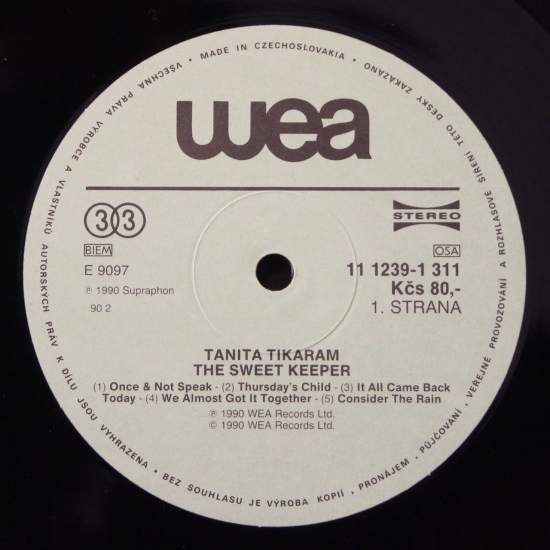 VŠECHNA PRÁVA VÝROBCE A VLASTNÍKŮ AUTORSKÝCH PRÁV K DÍLU JSOU VYHRAZENA • BEZ SOUHLASU JE VÝROBA KOPIÍ, PRONÁJEM, PŮJČOVÁNÍ, VEŘEJNÉ PROVOZOVÁNÍ A ROZHLASOVÉ ŠÍŘENÍ TÉTO DESKY ZAKÁZÁNO • MADE IN CZECHOSLOVAKIA •
wea
33
STEREO
BIEM
OSA
E 9097
11 1239-1 311
℗ 1990 Supraphon
Kčs 80,-
90 2
1. STRANA
TANITA TIKARAM
THE SWEET KEEPER
(1) Once & Not Speak - (2) Thursday's Child - (3) It All Came Back
Today - (4) We Almost Got It Together - (5) Consider The Rain
℗ 1990 WEA Records Ltd.
© 1990 WEA Records Ltd.